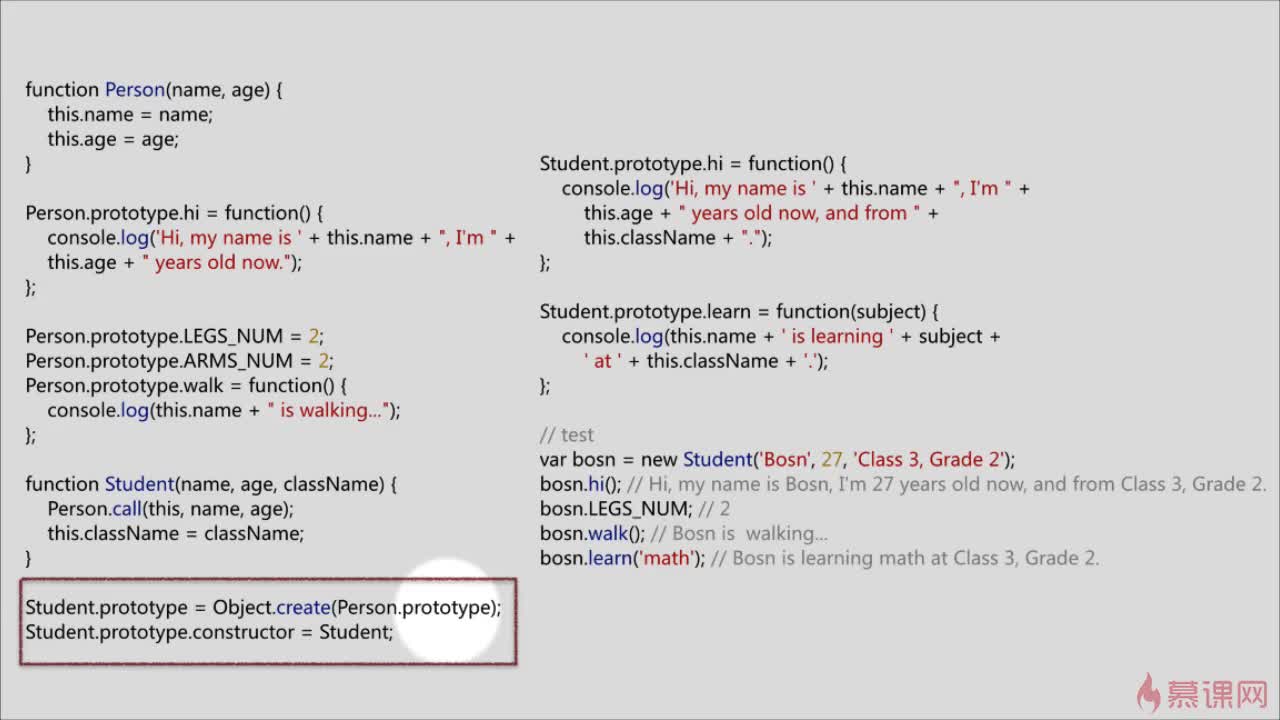 function Person(name, age) {
this.name = name;
this.age = age;
}
Person.prototype.hi = function() {
console.log('Hi, my name is ' + this.name + ", I'm " +
this.age + " years old now.");
};
Person.prototype.LEGS_NUM = 2;
Person.prototype.ARMS_NUM = 2;
Person.prototype.walk = function() {
console.log(this.name + " is walking...");
};
function Student(name, age, className) {
Person.call(this, name, age);
this.className = className;
}
Student.prototype = Object.create(Person.prototype);
Student.prototype.constructor = Student;
Student.prototype.hi = function() {
console.log('Hi, my name is ' + this.name + ", I'm " +
this.age + " years old now, and from " +
this.className + ".");
};
Student.prototype.learn = function(subject) {
console.log(this.name + ' is learning ' + subject +
' at ' + this.className + '.');
};
// test
var bosn = new Student('Bosn', 27, 'Class 3, Grade 2');
bosn.hi(); // Hi, my name is Bosn, I'm 27 years old now, and from Class 3, Grade 2.
bosn.LEGS_NUM; // 2
bosn.walk(); // Bosn is  walking...
bosn.learn('math'); // Bosn is learning math at Class 3, Grade 2.
慕课网